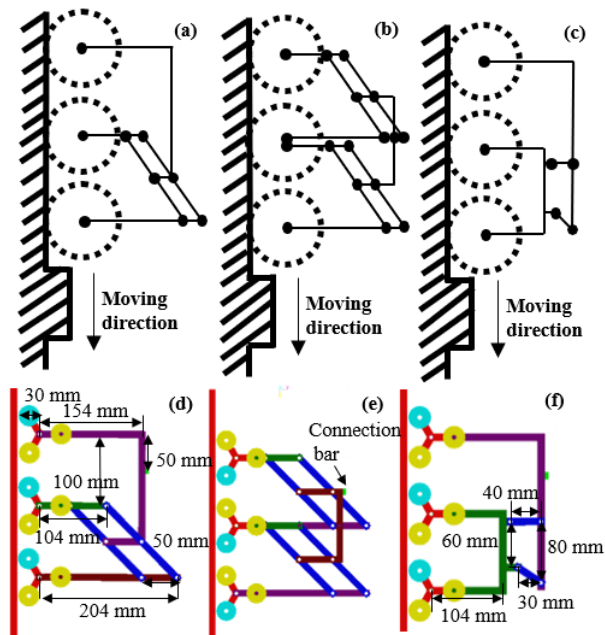 (a)
(b)
(c)
Moving
direction
Moving
direction
Moving
direction
(d)
(e)
(f)
30 mm
154 mm
50 mm
100 mm
104 mm
50 mm
204 mm
Connection
bar
40 mm
60 mm
80 mm
30 mm
104 mm